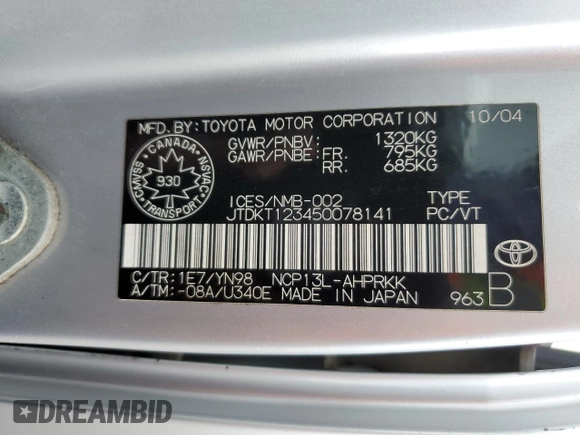 MFD. BY: TOYOTA MOTOR CORPORATION 10/04
GVWR/PNBV: 1320KG
GAWR/PNBE: FR. 795KG
RR. 685KG
CANADA
CMVSS
NSVAC
930
TRANSPORT
ICES/NMB-002 TYPE
JTDKT123450078141 PC/VT
C/TR: 1E7/YN98 NCP13L-AHPRKK
A/TM: -08A/U340E MADE IN JAPAN 963 B
DREAMBID